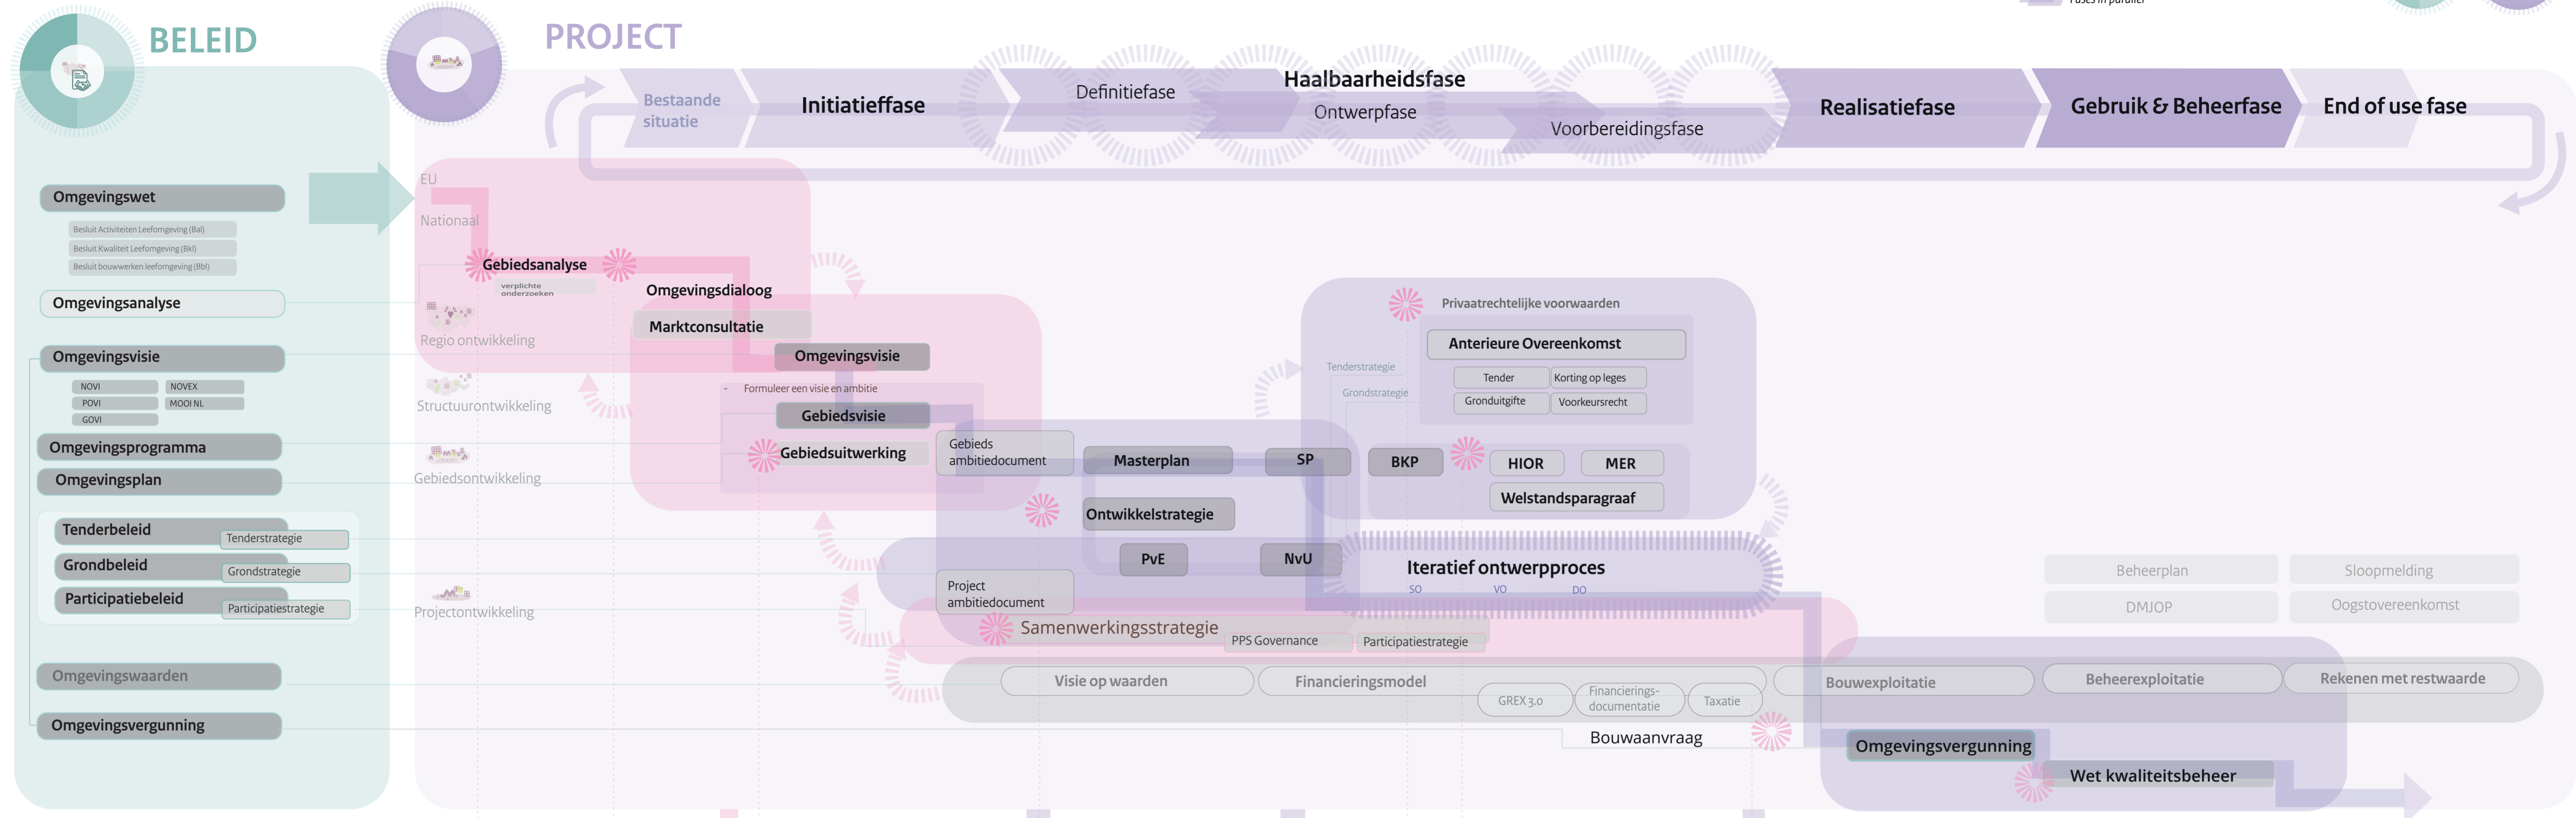 BELEID
PROJECT
Fases in parallel
Bestaande
situatie
Initiatieffase
Definitiefase
Haalbaarheidsfase
Ontwerpfase
Voorbereidingsfase
Realisatiefase
Gebruik & Beheerfase
End of use fase
Omgevingswet
Besluit Activiteiten Leefomgeving (Bal)
Besluit Kwaliteit Leefomgeving (Bkl)
Besluit bouwwerken leefomgeving (Bbl)
Omgevingsanalyse
Omgevingsvisie
NOVI
NOVEX
POVI
MOOI NL
GOVI
Omgevingsprogramma
Omgevingsplan
Tenderbeleid
Tenderstrategie
Grondbeleid
Grondstrategie
Participatiebeleid
Participatiestrategie
Omgevingswaarden
Omgevingsvergunning
EU
Nationaal
Regio ontwikkeling
Structuurontwikkeling
Gebiedsontwikkeling
Projectontwikkeling
Gebiedsanalyse
verplichte
onderzoeken
Omgevingsdialoog
Marktconsultatie
Omgevingsvisie
- Formuleer een visie en ambitie
Gebiedsvisie
Gebiedsuitwerking
Gebieds
ambitiedocument
Masterplan
SP
BKP
HIOR
MER
Welstandsparagraaf
Privaatrechtelijke voorwaarden
Anterieure Overeenkomst
Tender
Korting op leges
Gronduitgifte
Voorkeursrecht
Tenderstrategie
Grondstrategie
Ontwikkelstrategie
PvE
NvU
Iteratief ontwerpproces
SO
VO
DO
Project
ambitiedocument
Samenwerkingsstrategie
PPS Governance
Participatiestrategie
Visie op waarden
Financieringsmodel
GREX 3.0
Financierings-
documentatie
Taxatie
Bouwexploitatie
Beheerexploitatie
Rekenen met restwaarde
Beheerplan
Sloopmelding
DMJOP
Oogstovereenkomst
Bouwaanvraag
Omgevingsvergunning
Wet kwaliteitsbeheer